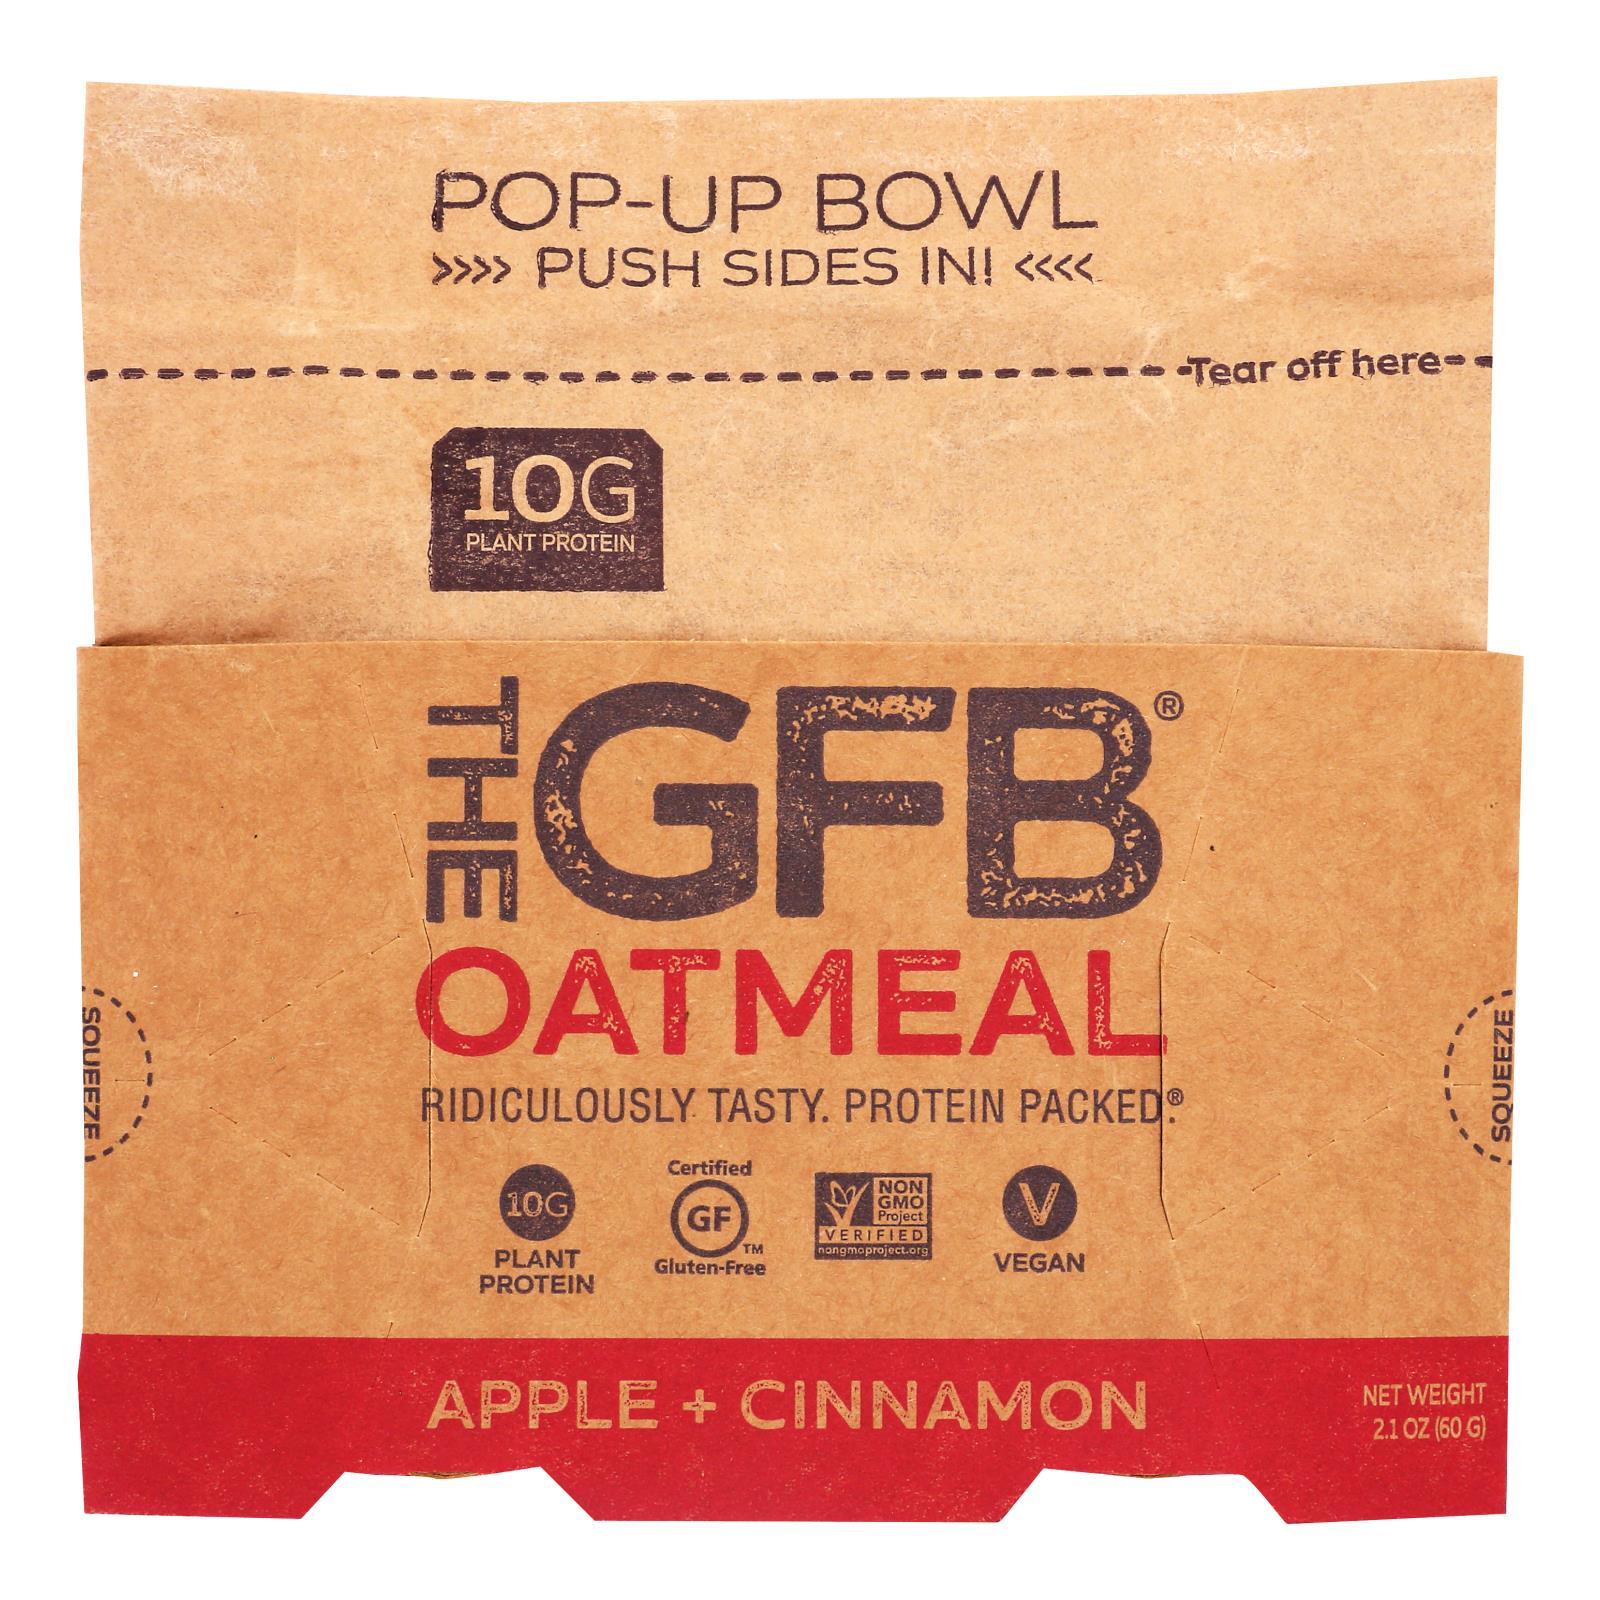 POP-UP BOWL
>>>> PUSH SIDES IN! <<<<
Tear off here
10G
PLANT PROTEIN
THE GFB®
OATMEAL
SQUEEZE
SQUEEZE
RIDICULOUSLY TASTY. PROTEIN PACKED.®
10G
PLANT
PROTEIN
Certified
GF
™
Gluten-Free
NON
GMO
Project
VERIFIED
nongmoproject.org
V
VEGAN
APPLE + CINNAMON
NET WEIGHT
2.1 OZ (60 G)